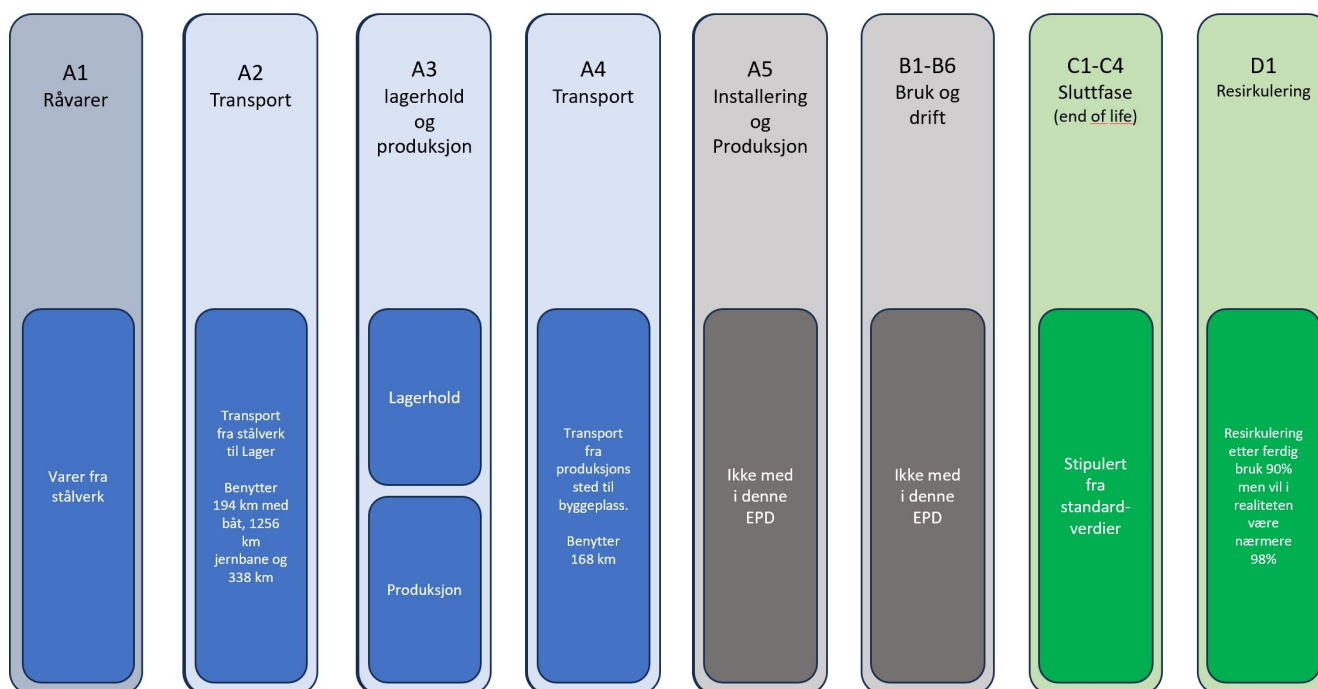 A1
Råvarer
Varer fra
stålverk
A2
Transport
Transport
fra stålverk
til Lager
Benytter
194 km med
båt, 1256
km
jernbane og
338 km
A3
lagerhold
og
produksjon
Lagerhold
Produksjon
A4
Transport
Transport
fra
produksjons
sted til
byggeplass.
Benytter
168 km
A5
Installering
og
Produksjon
Ikke med
i denne
EPD
B1-B6
Bruk og
drift
Ikke med
i denne
EPD
C1-C4
Sluttfase
(end of life)
Stipulert
fra
standard-
verdier
D1
Resirkulering
Resirkulering
etter ferdig
bruk 90%
men vil i
realiteten
være
nærmere
98%